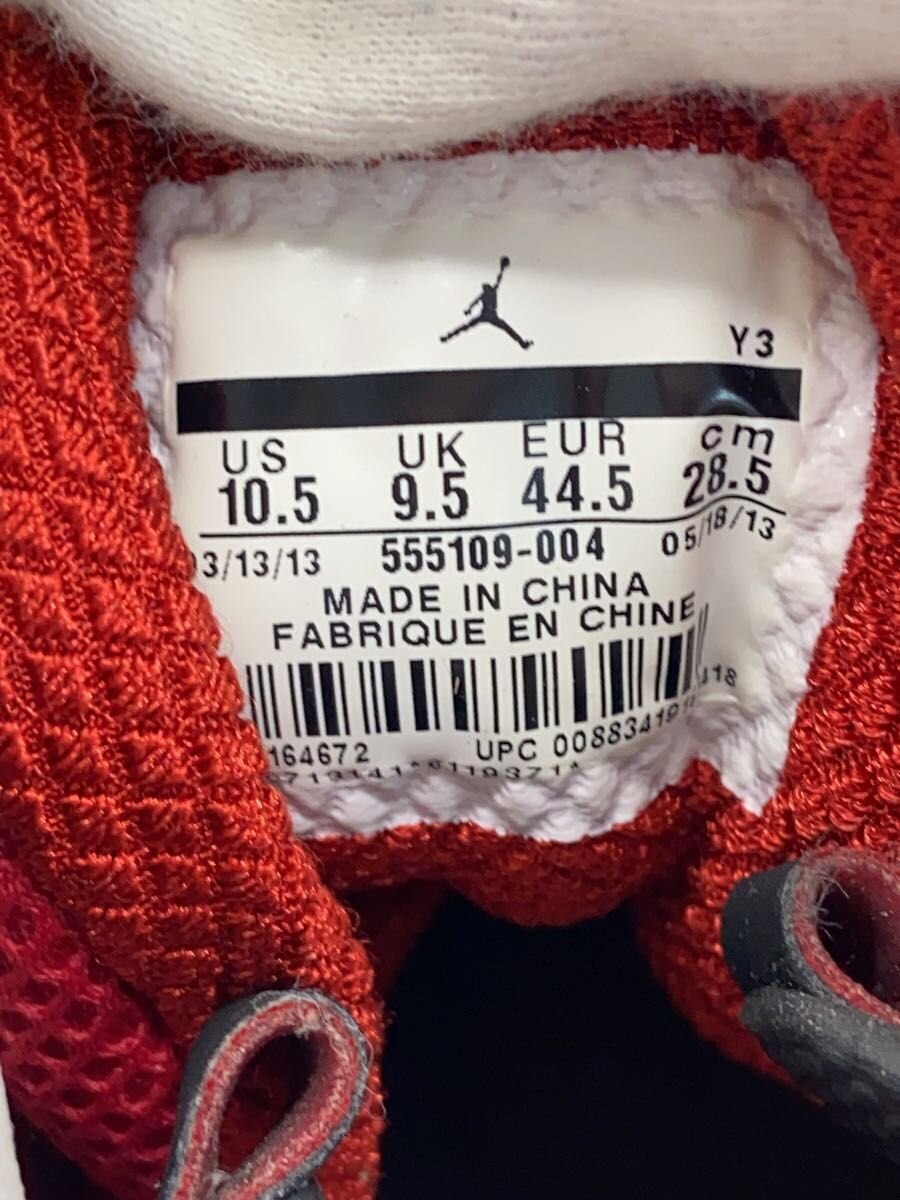 Y3
US UK EUR cm
10.5 9.5 44.5 28.5
3/13/13 555109-004 05/18/13
MADE IN CHINA
FABRIQUE EN CHINE
164672 UPC 00883419